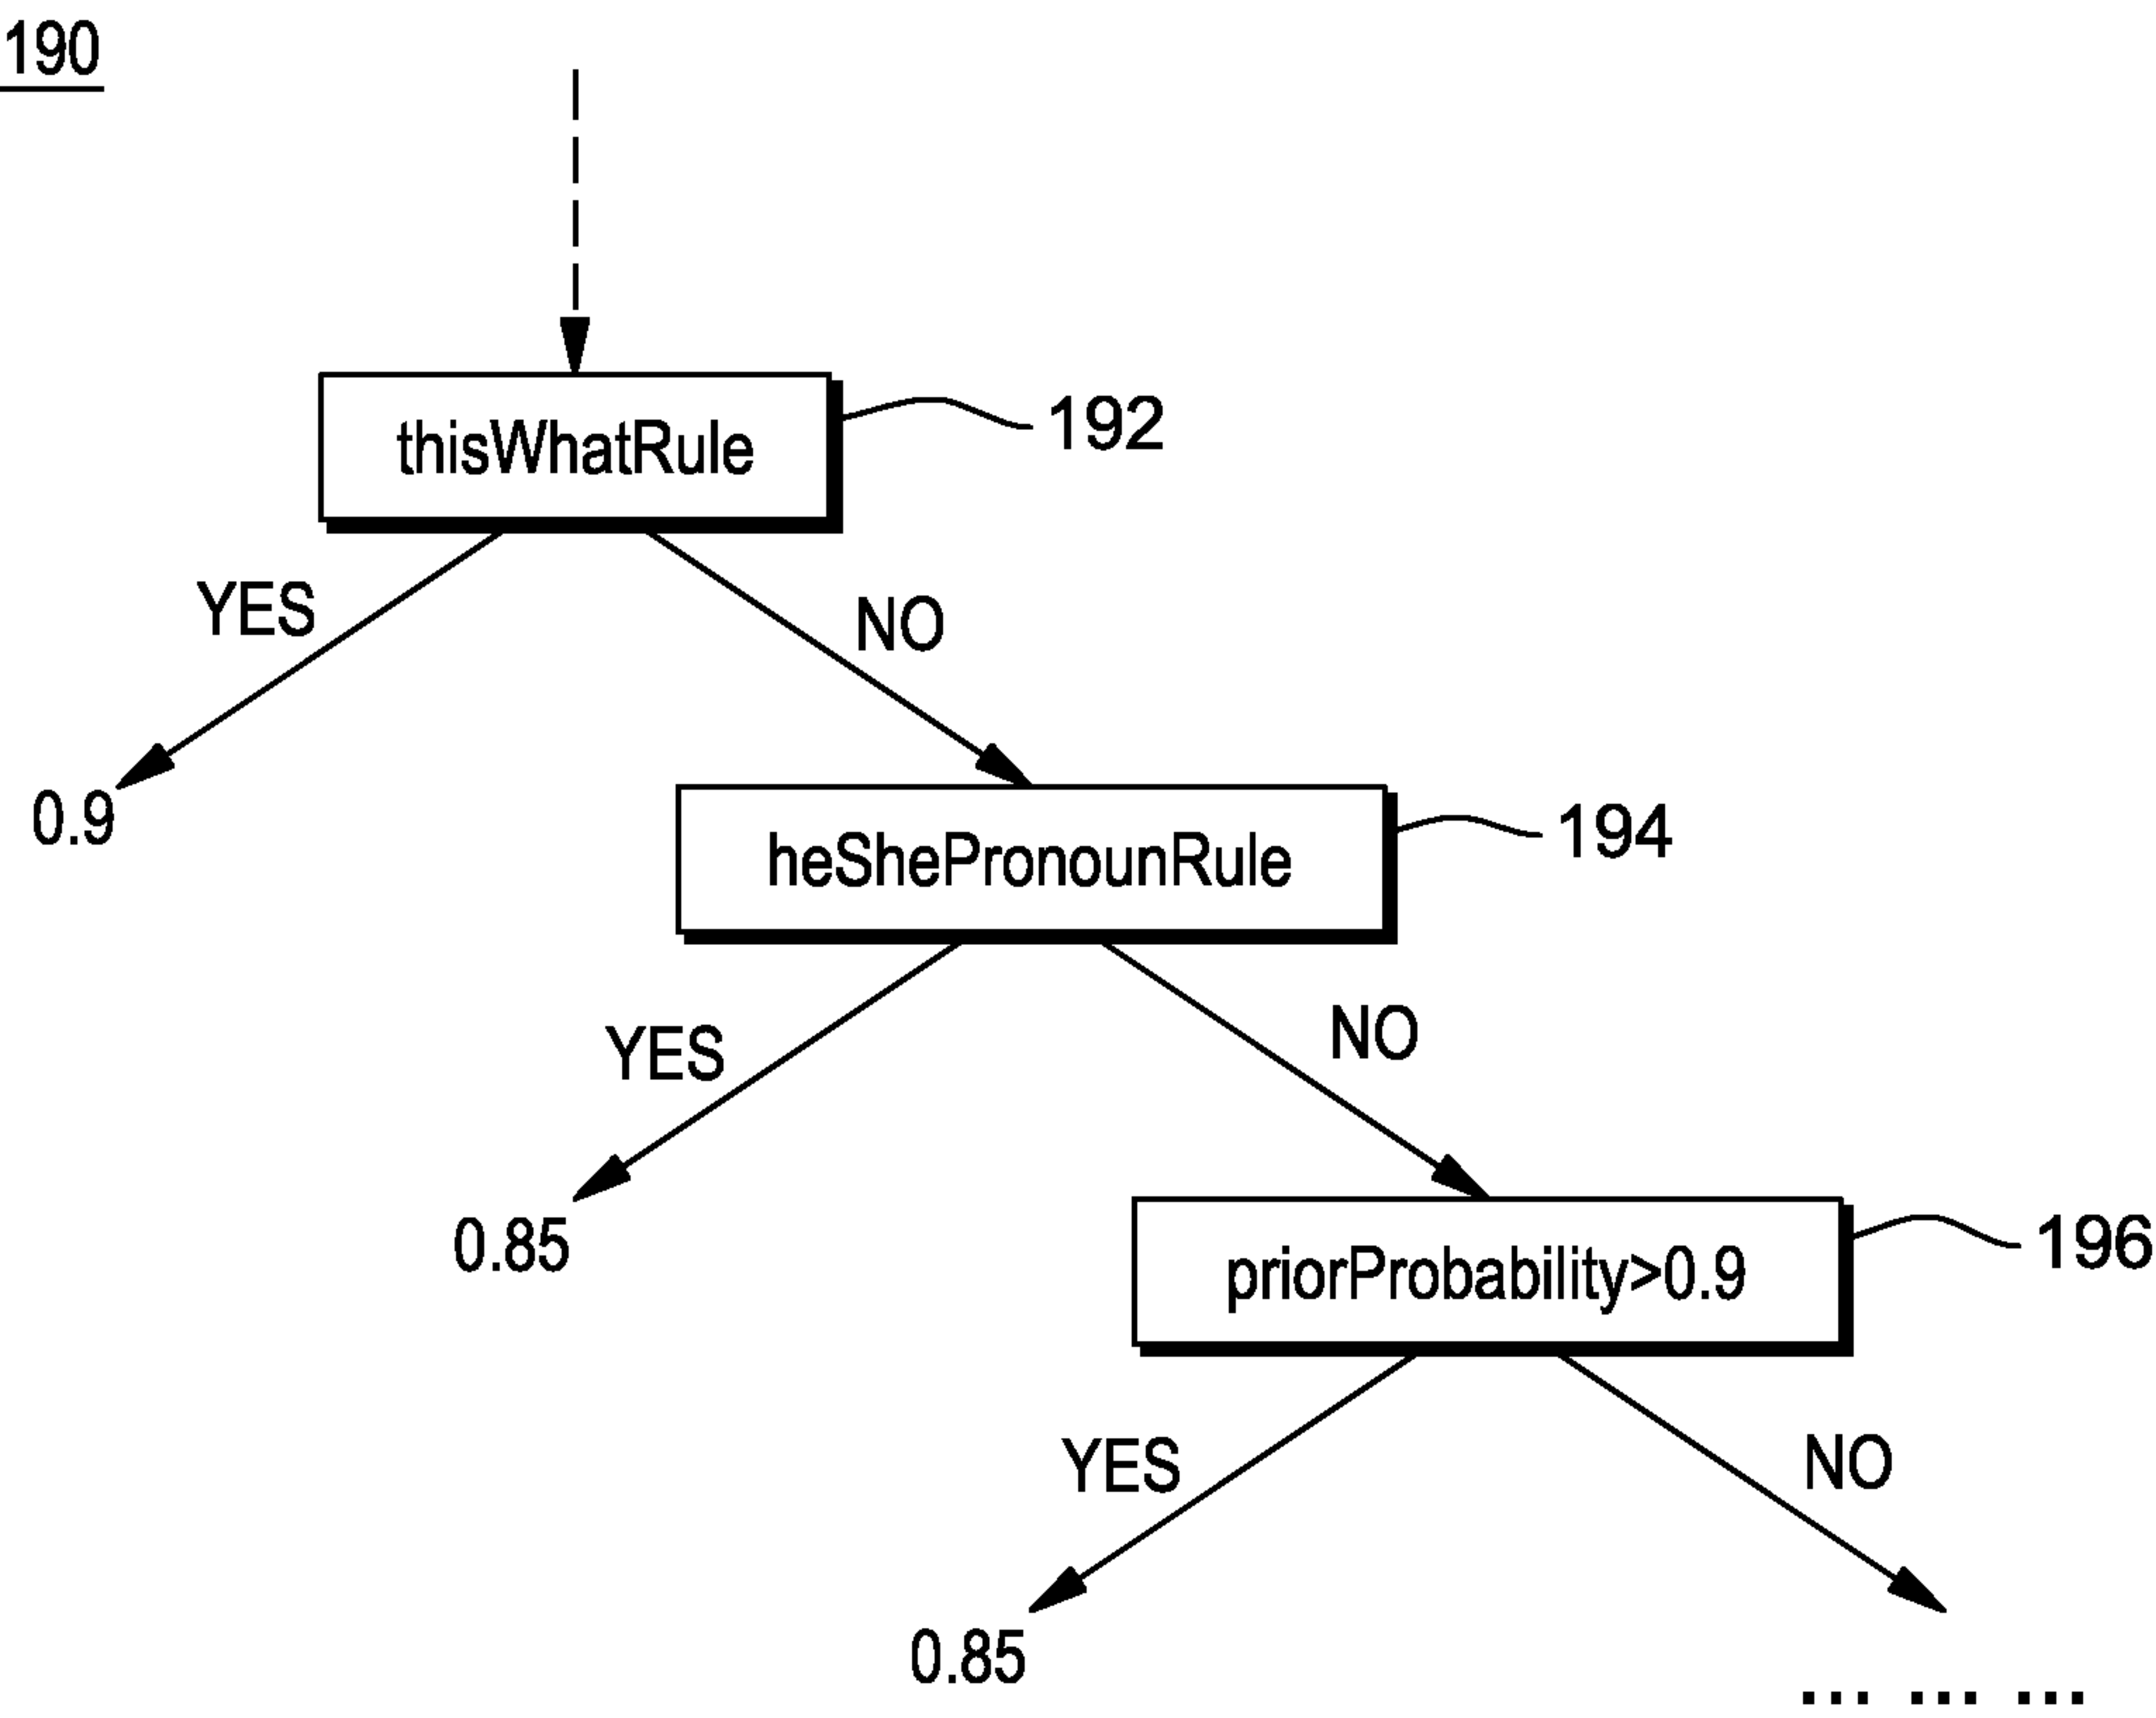 190
thisWhatRule
192
YES
NO
0.9
heShePronounRule
194
YES
NO
0.85
priorProbability>0.9
196
YES
NO
0.85
... ... ...